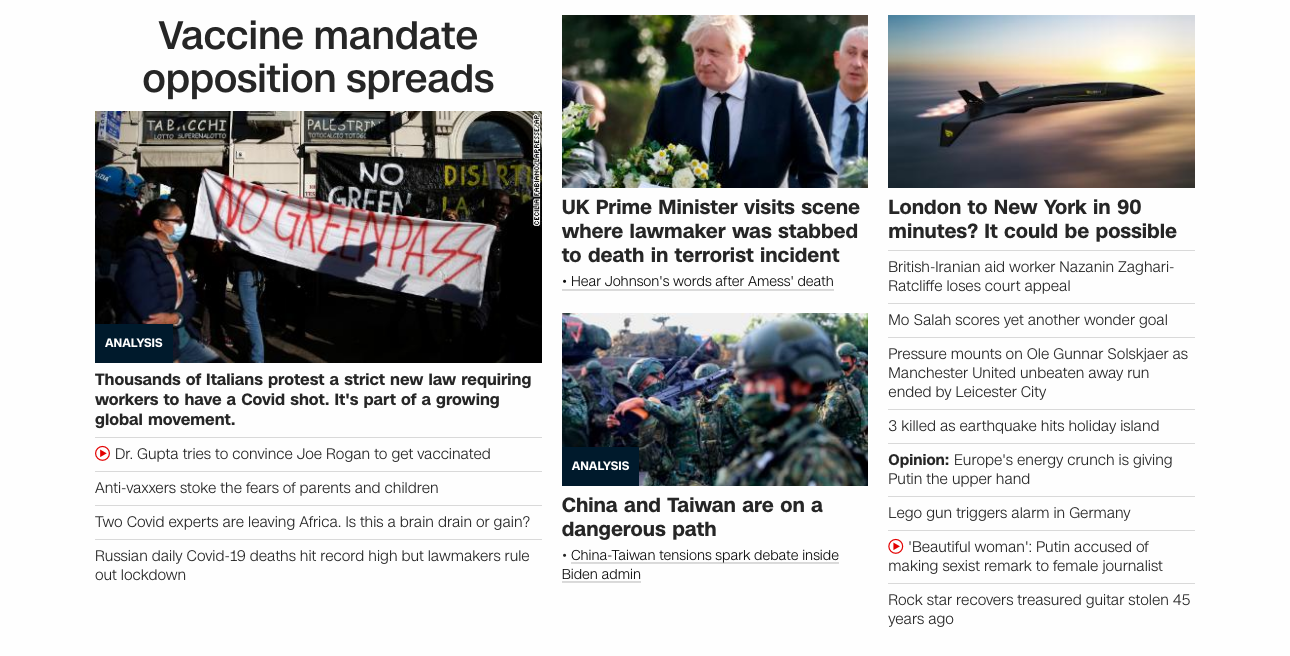 Vaccine mandate
opposition spreads
TABACCHI
LOTTO SUPERENALOTTO
PALESTRIN
TOTOCALCIO TOTOGOL
NO
GREEN
NO GREENPASS
CECILIA FABIANO/LAPRESSE/AP
ANALYSIS
Thousands of Italians protest a strict new law requiring
workers to have a Covid shot. It's part of a growing
global movement.
Dr. Gupta tries to convince Joe Rogan to get vaccinated
Anti-vaxxers stoke the fears of parents and children
Two Covid experts are leaving Africa. Is this a brain drain or gain?
Russian daily Covid-19 deaths hit record high but lawmakers rule
out lockdown
UK Prime Minister visits scene
where lawmaker was stabbed
to death in terrorist incident
• Hear Johnson's words after Amess' death
ANALYSIS
China and Taiwan are on a
dangerous path
• China-Taiwan tensions spark debate inside
Biden admin
London to New York in 90
minutes? It could be possible
British-Iranian aid worker Nazanin Zaghari-
Ratcliffe loses court appeal
Mo Salah scores yet another wonder goal
Pressure mounts on Ole Gunnar Solskjaer as
Manchester United unbeaten away run
ended by Leicester City
3 killed as earthquake hits holiday island
Opinion: Europe's energy crunch is giving
Putin the upper hand
Lego gun triggers alarm in Germany
'Beautiful woman': Putin accused of
making sexist remark to female journalist
Rock star recovers treasured guitar stolen 45
years ago